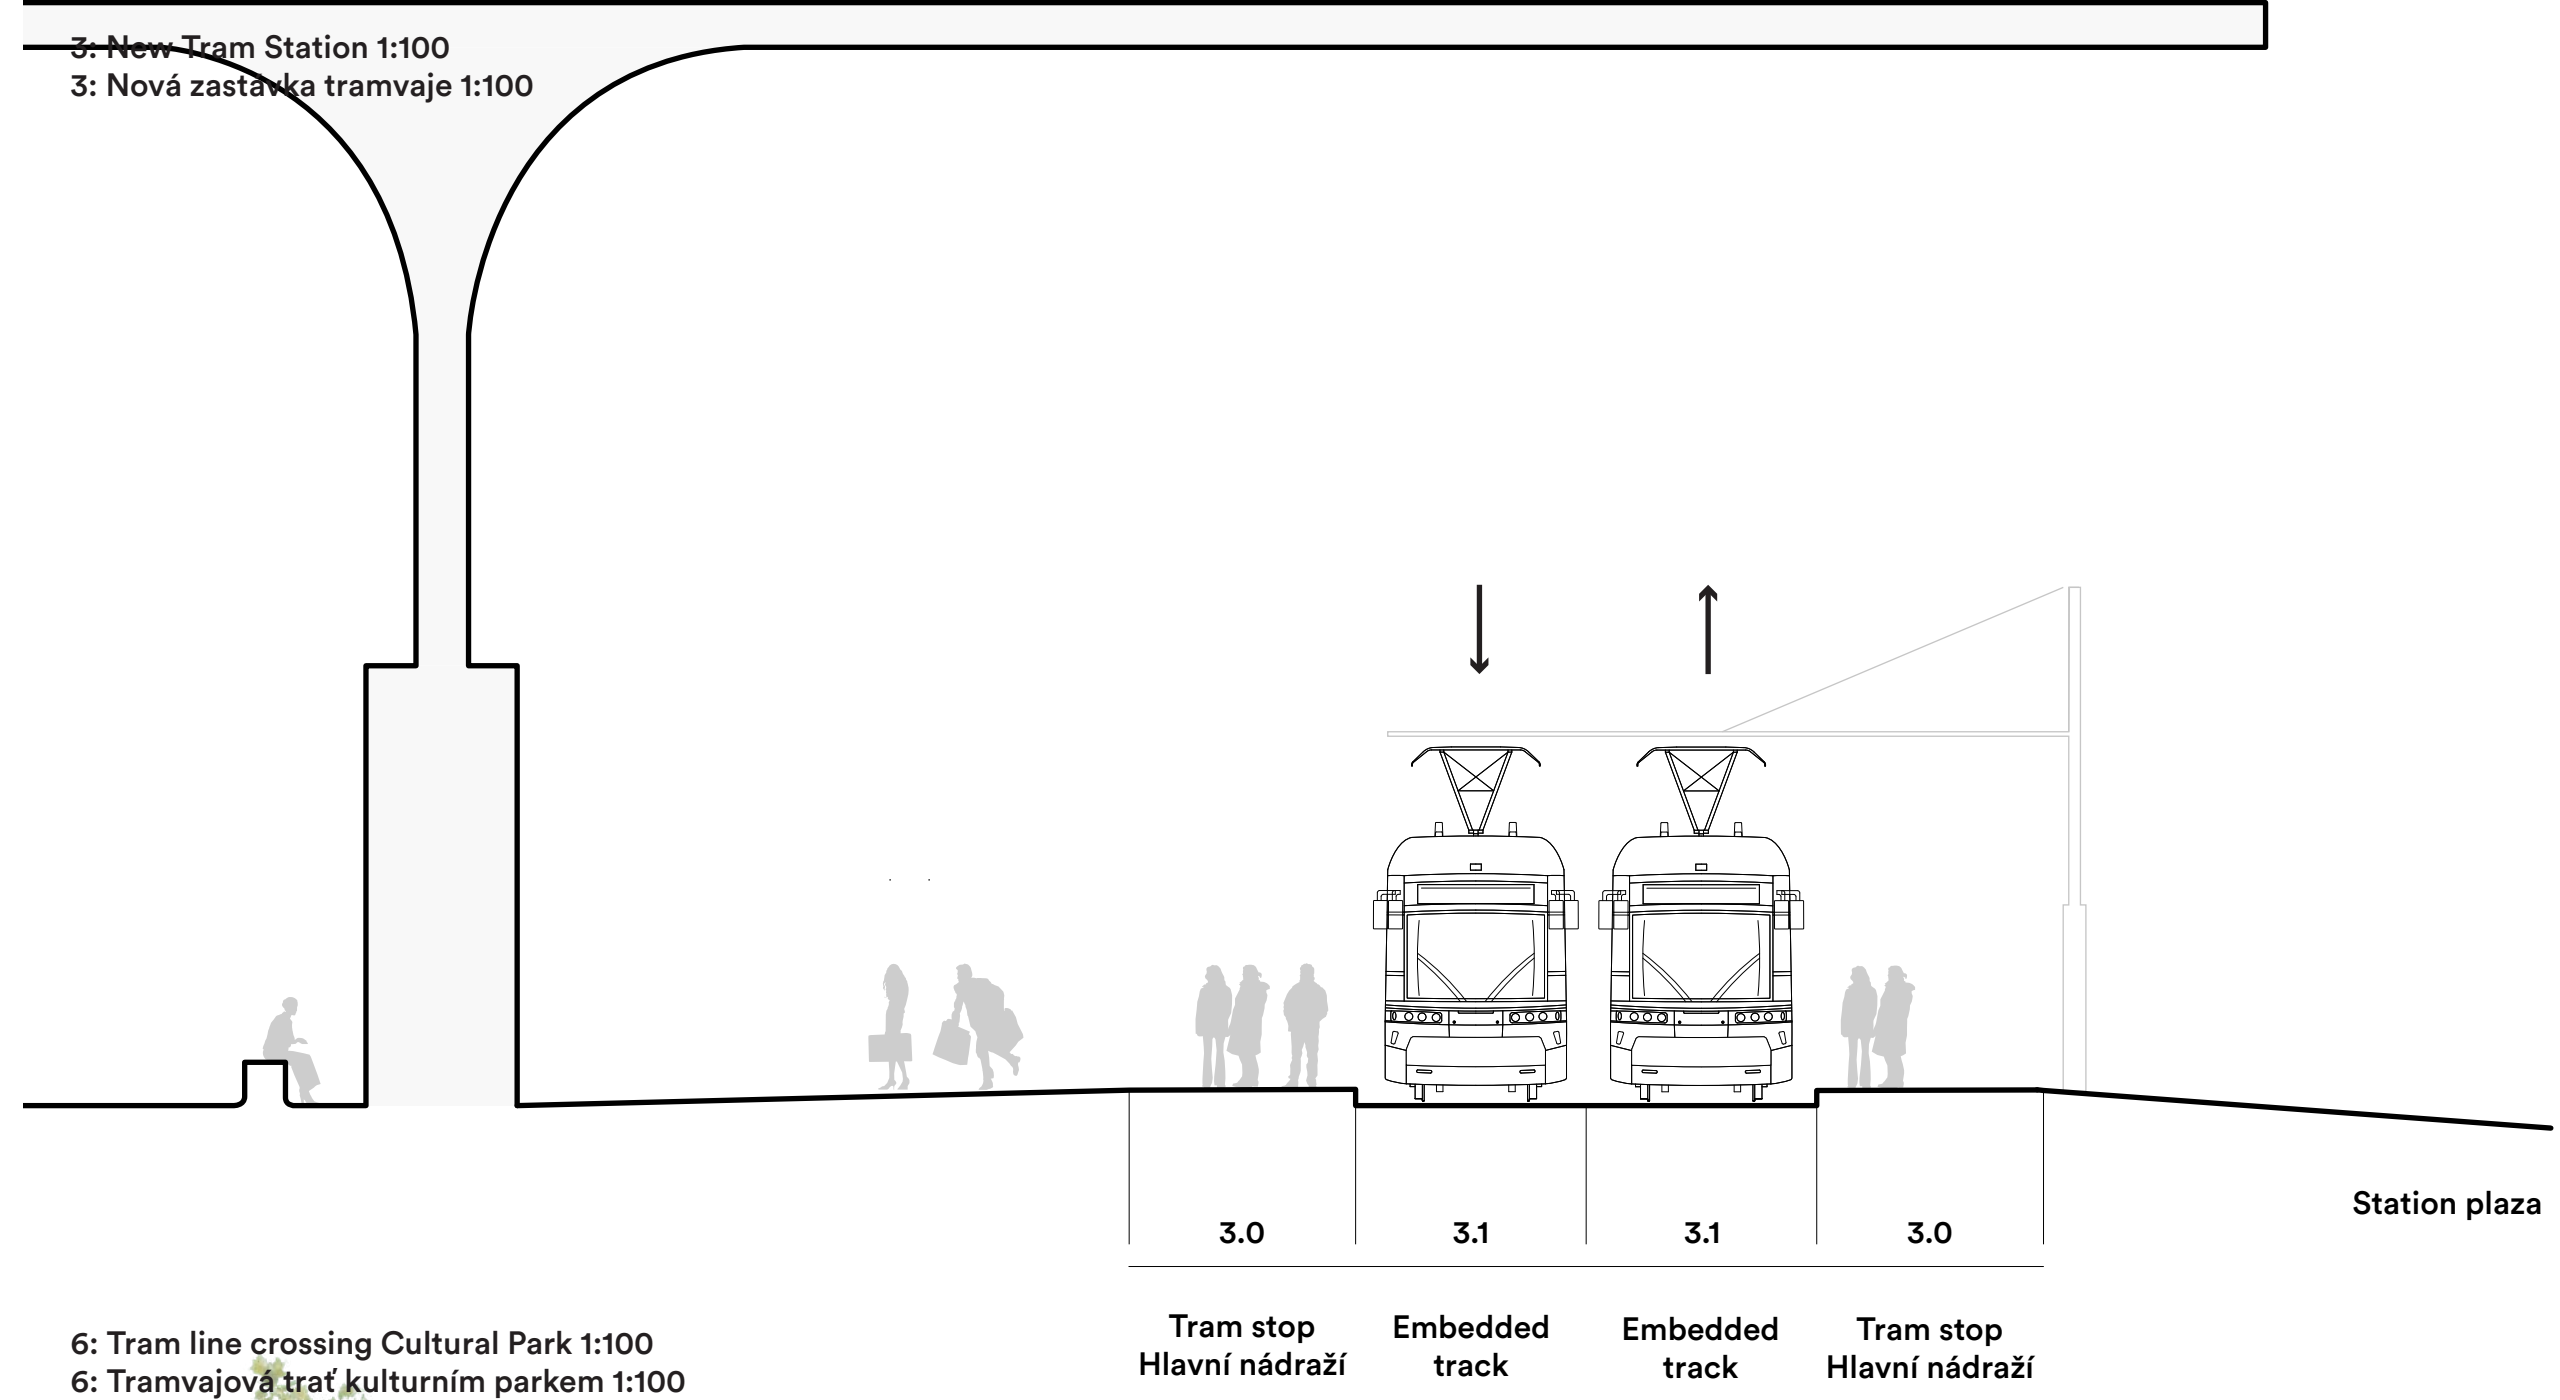 3: New Tram Station 1:100
3: Nová zastávka tramvaje 1:100
Station plaza
3.0
3.1
3.1
3.0
Tram stop
Hlavní nádraží
Embedded
track
Embedded
track
Tram stop
Hlavní nádraží
6: Tram line crossing Cultural Park 1:100
6: Tramvajová trať kulturním parkem 1:100